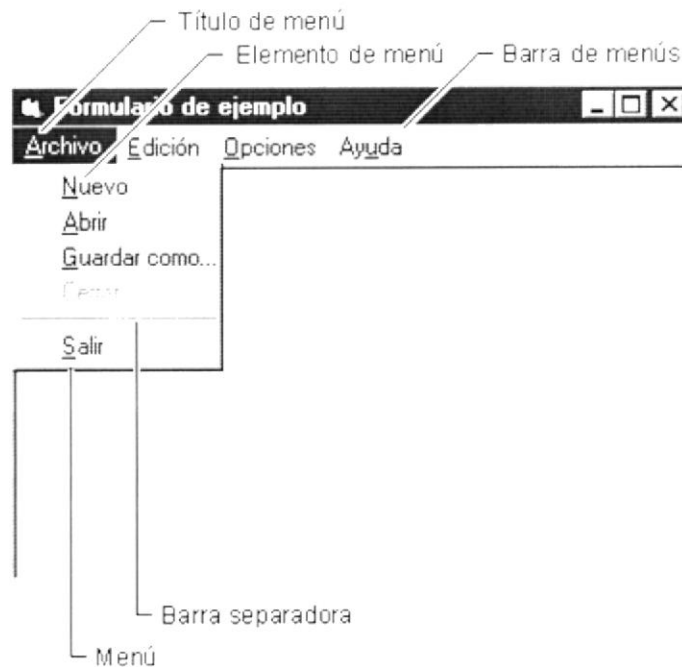 Título de menú
Elemento de menú
Barra de menús
Formulario de ejemplo
Archivo Edición Opciones Ayuda
Nuevo
Abrir
Guardar como...
Cerrar
Salir
Barra separadora
Menú